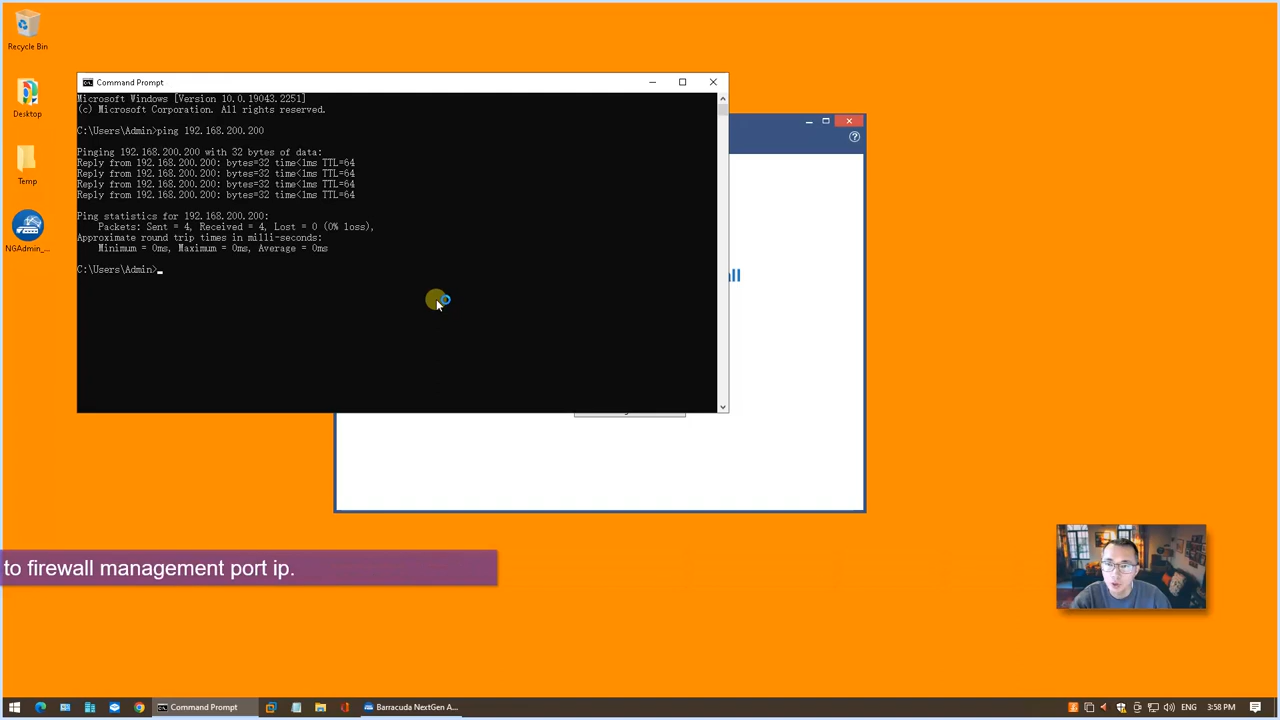 Recycle Bin
Desktop
Temp
NGAdmin_...
Command Prompt
Microsoft Windows [Version 10.0.19043.2251]
(c) Microsoft Corporation. All rights reserved.
C:\Users\Admin>ping 192.168.200.200
Pinging 192.168.200.200 with 32 bytes of data:
Reply from 192.168.200.200: bytes=32 time<1ms TTL=64
Reply from 192.168.200.200: bytes=32 time<1ms TTL=64
Reply from 192.168.200.200: bytes=32 time<1ms TTL=64
Reply from 192.168.200.200: bytes=32 time<1ms TTL=64
Ping statistics for 192.168.200.200:
Packets: Sent = 4, Received = 4, Lost = 0 (0% loss),
Approximate round trip times in milli-seconds:
Minimum = 0ms, Maximum = 0ms, Average = 0ms
C:\Users\Admin>_
all
to firewall management port ip.
Command Prompt
Barracuda NextGen A...
ENG
3:58 PM